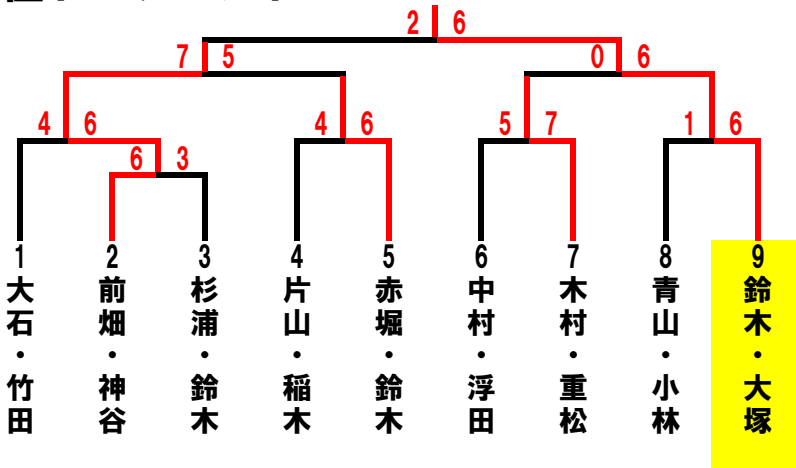 2 6
7 5
0 6
4 6
4 6
5 7
1 6
6 3
1 大石・竹田
2 前畑・神谷
3 杉浦・鈴木
4 片山・稲木
5 赤堀・鈴木
6 中村・浮田
7 木村・重松
8 青山・小林
9 鈴木・大塚